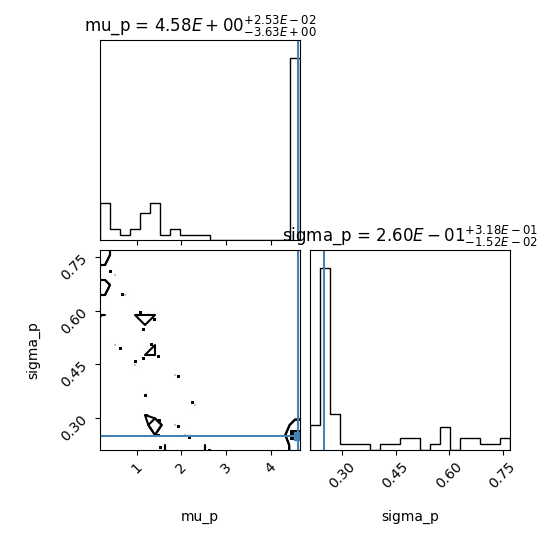 mu_p = 4.58E + 00+2.53E−02 −3.63E+00
sigma_p = 2.60E − 01+3.18E−01 −1.52E−02
0.75
0.60
0.45
0.30
sigma_p
1 2 3 4
mu_p
0.30 0.45 0.60 0.75
sigma_p